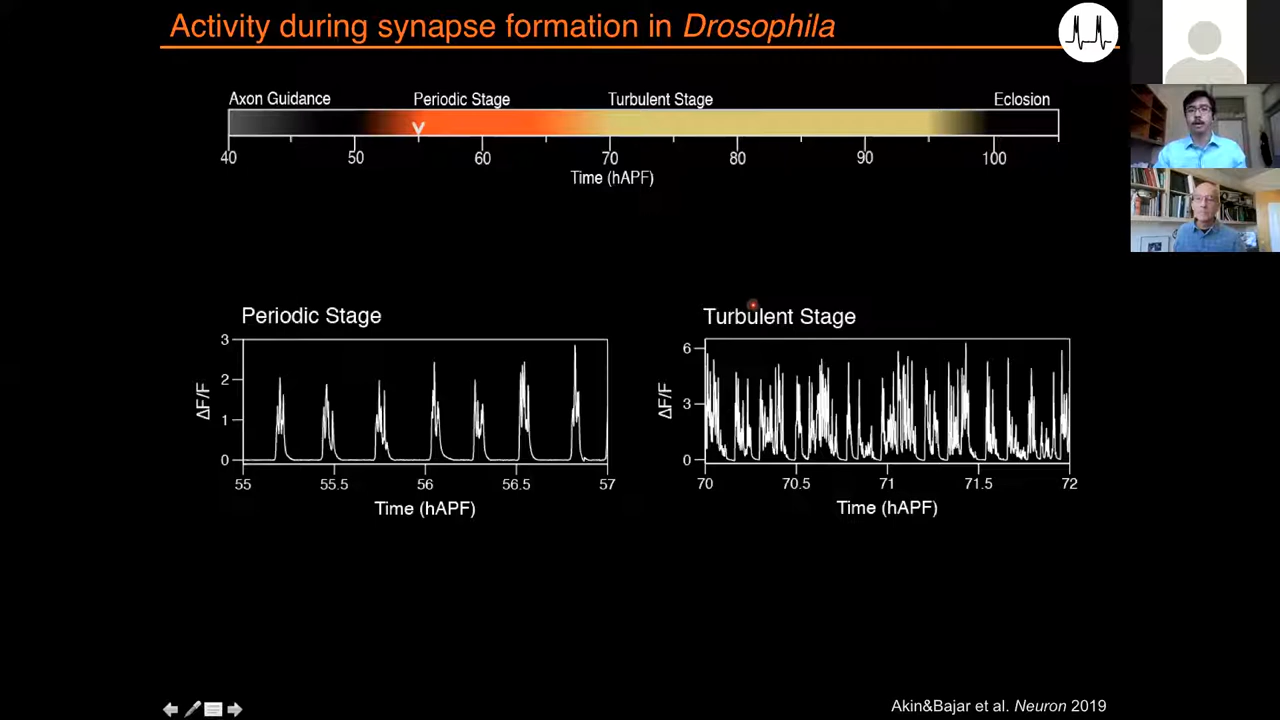 Activity during synapse formation in Drosophila
Axon Guidance Periodic Stage Turbulent Stage Eclosion
40 50 60 70 80 90 100
Time (hAPF)
Periodic Stage
3
2
1
0
ΔF/F
55 55.5 56 56.5 57
Time (hAPF)
Turbulent Stage
6
3
0
ΔF/F
70 70.5 71 71.5 72
Time (hAPF)
Akin&Bajar et al. Neuron 2019